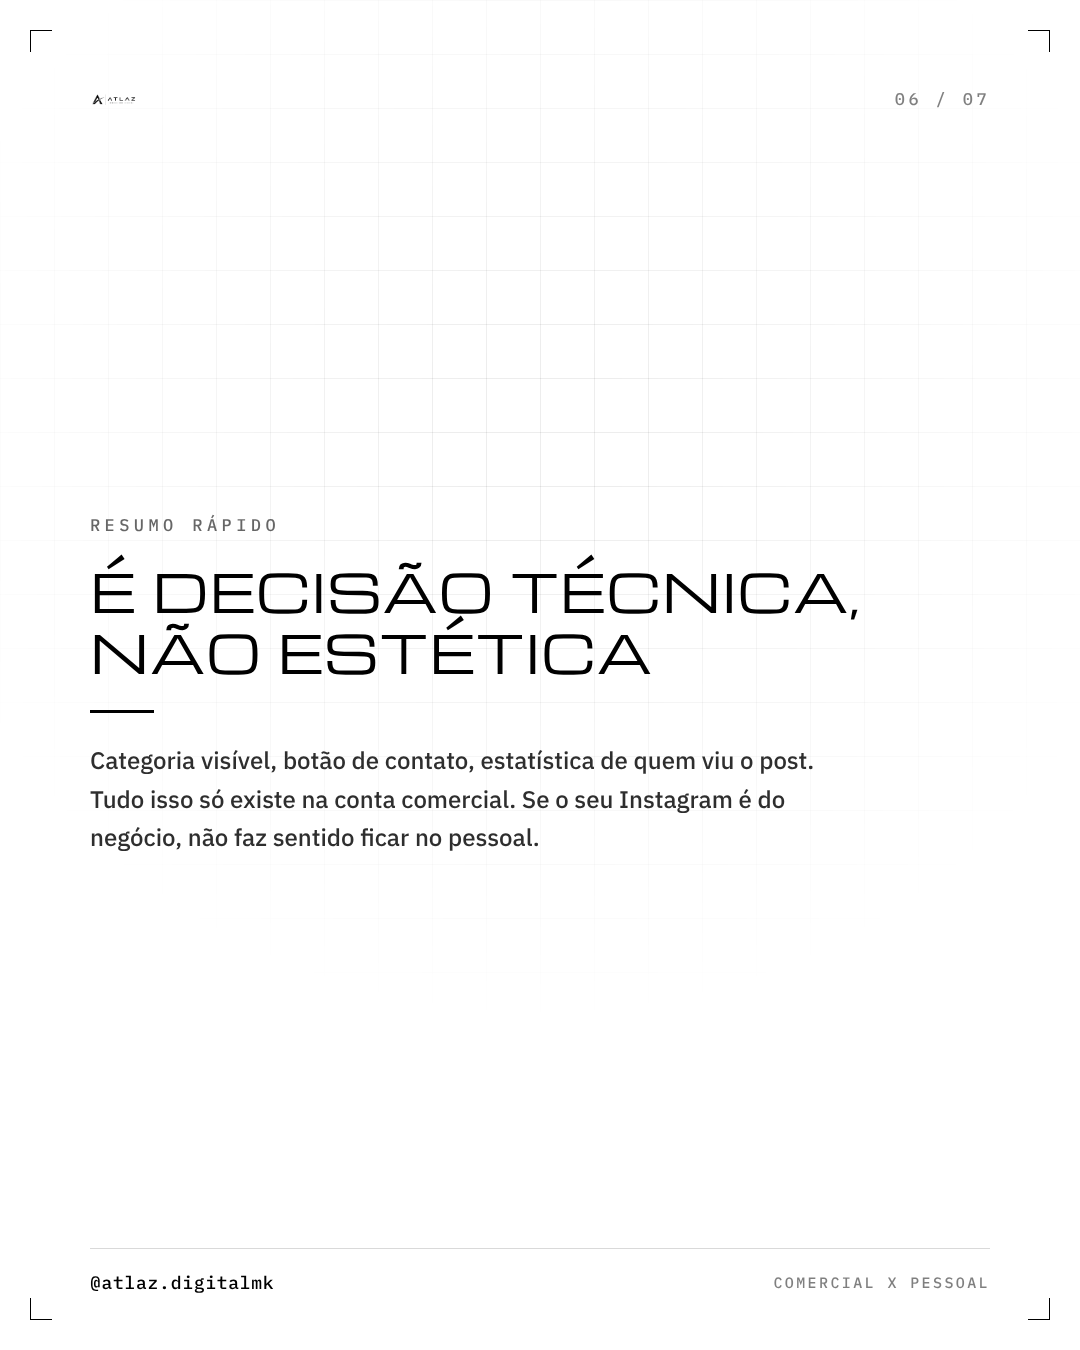 ATLAZ
06 / 07
RESUMO RÁPIDO
É DECISÃO TÉCNICA,
NÃO ESTÉTICA
Categoria visível, botão de contato, estatística de quem viu o post.
Tudo isso só existe na conta comercial. Se o seu Instagram é do
negócio, não faz sentido ficar no pessoal.
@atlaz.digitalmk
COMERCIAL X PESSOAL